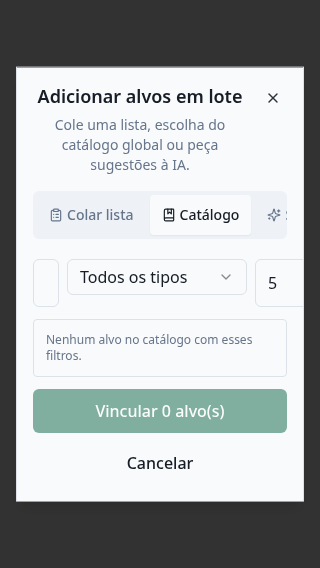 Adicionar alvos em lote
Cole uma lista, escolha do
catálogo global ou peça
sugestões à IA.
Colar lista
Catálogo
Todos os tipos
5
Nenhum alvo no catálogo com esses
filtros.
Vincular 0 alvo(s)
Cancelar